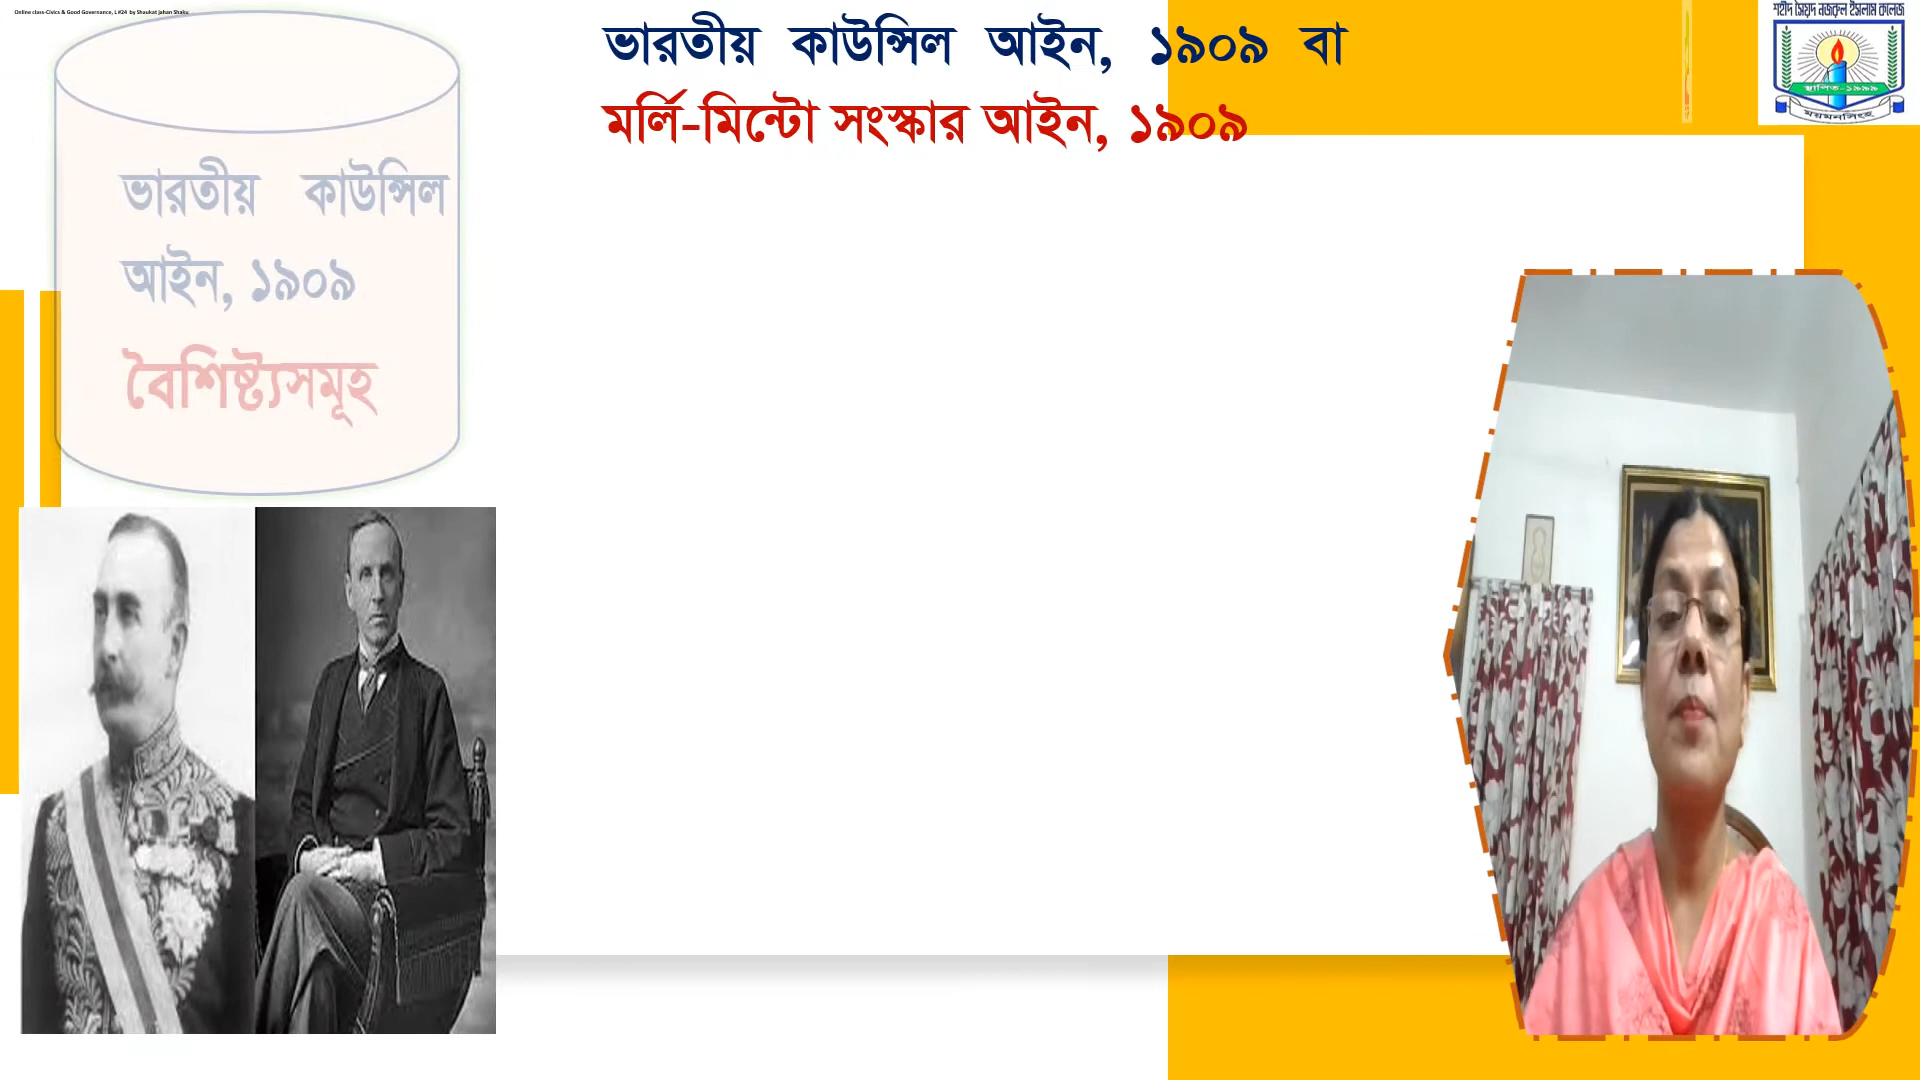 Online class-Civics & Good Governance, L #24 by Shaukat Jahan Shaku
ভারতীয় কাউন্সিল আইন, ১৯০৯ বা
মর্লি-মিন্টো সংস্কার আইন, ১৯০৯
শহীদ সৈয়দ নজরুল ইসলাম কলেজ
স্থাপিত-১৯৯৯
ময়মনসিংহ
ভারতীয় কাউন্সিল
আইন, ১৯০৯
বৈশিষ্ট্যসমূহ